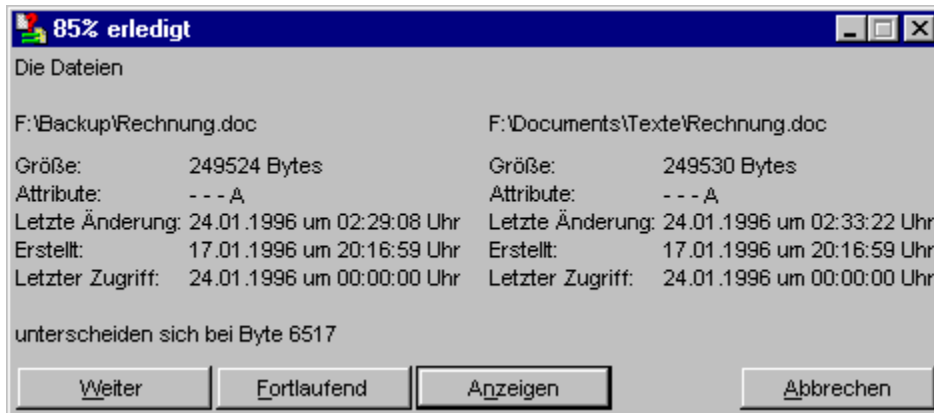 85% erledigt
Die Dateien
F:\Backup\Rechnung.doc F:\Documents\Texte\Rechnung.doc
Größe: 249524 Bytes Größe: 249530 Bytes
Attribute: - - - A Attribute: - - - A
Letzte Änderung: 24.01.1996 um 02:29:08 Uhr Letzte Änderung: 24.01.1996 um 02:33:22 Uhr
Erstellt: 17.01.1996 um 20:16:59 Uhr Erstellt: 17.01.1996 um 20:16:59 Uhr
Letzter Zugriff: 24.01.1996 um 00:00:00 Uhr Letzter Zugriff: 24.01.1996 um 00:00:00 Uhr
unterscheiden sich bei Byte 6517
Weiter Fortlaufend Anzeigen Abbrechen